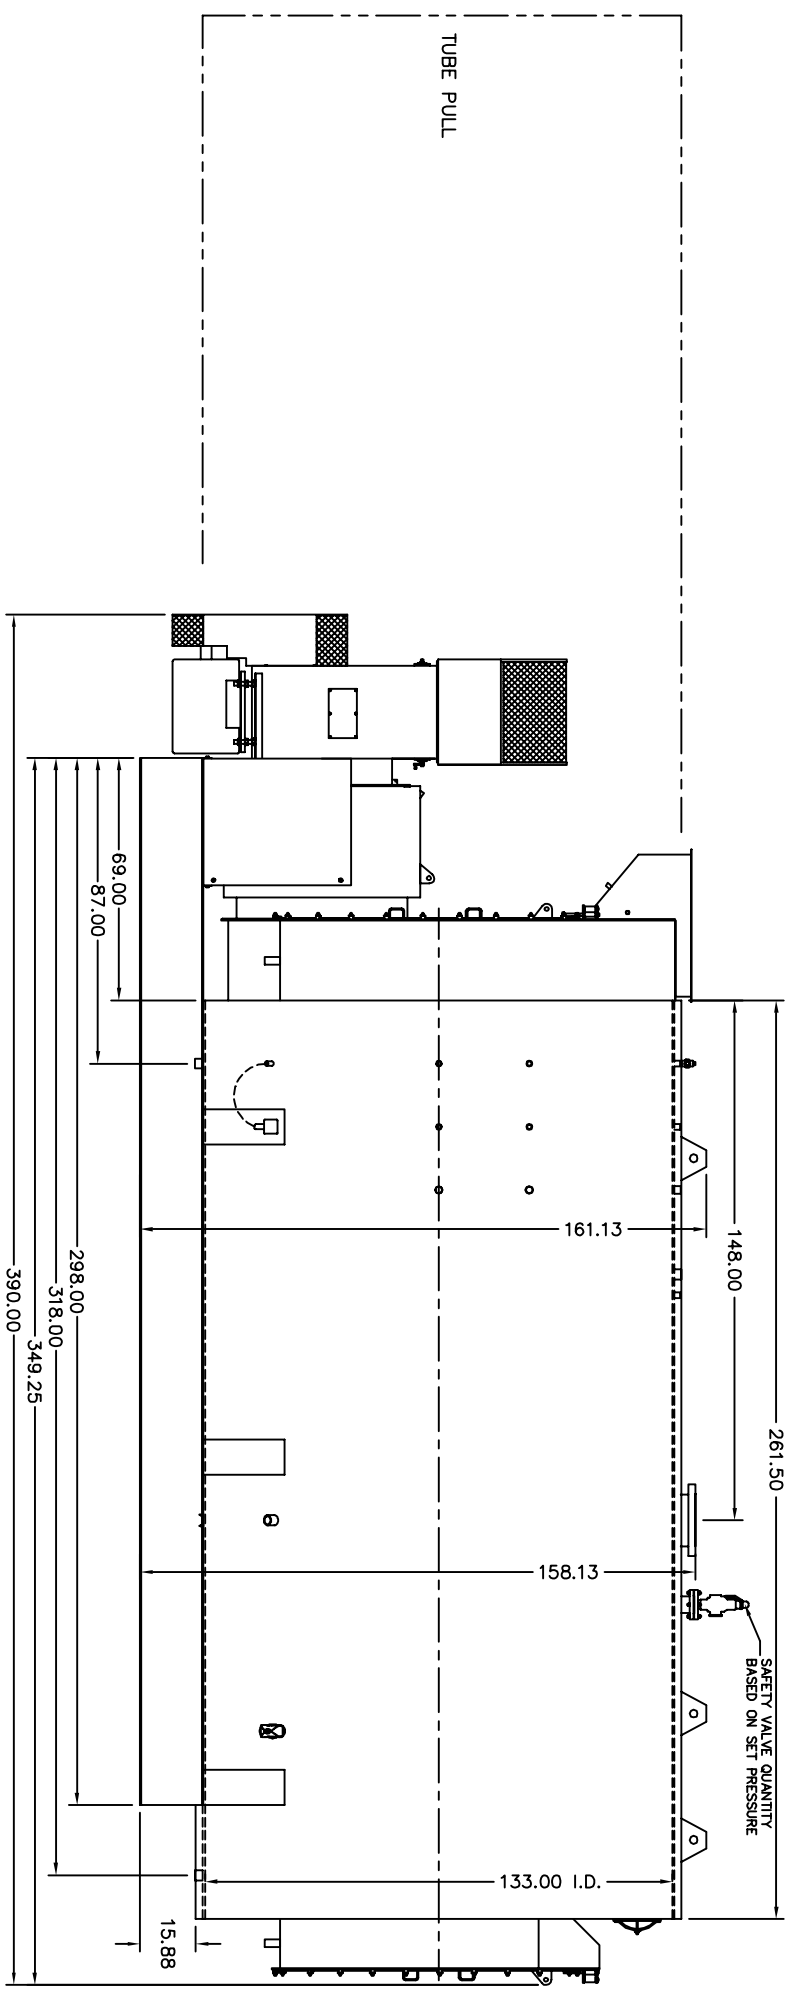 TUBE PULL
261.50
148.00
SAFETY VALVE QUANTITY
BASED ON SET PRESSURE
161.13
158.13
133.00 I.D.
69.00
87.00
15.88
298.00
318.00
349.25
390.00